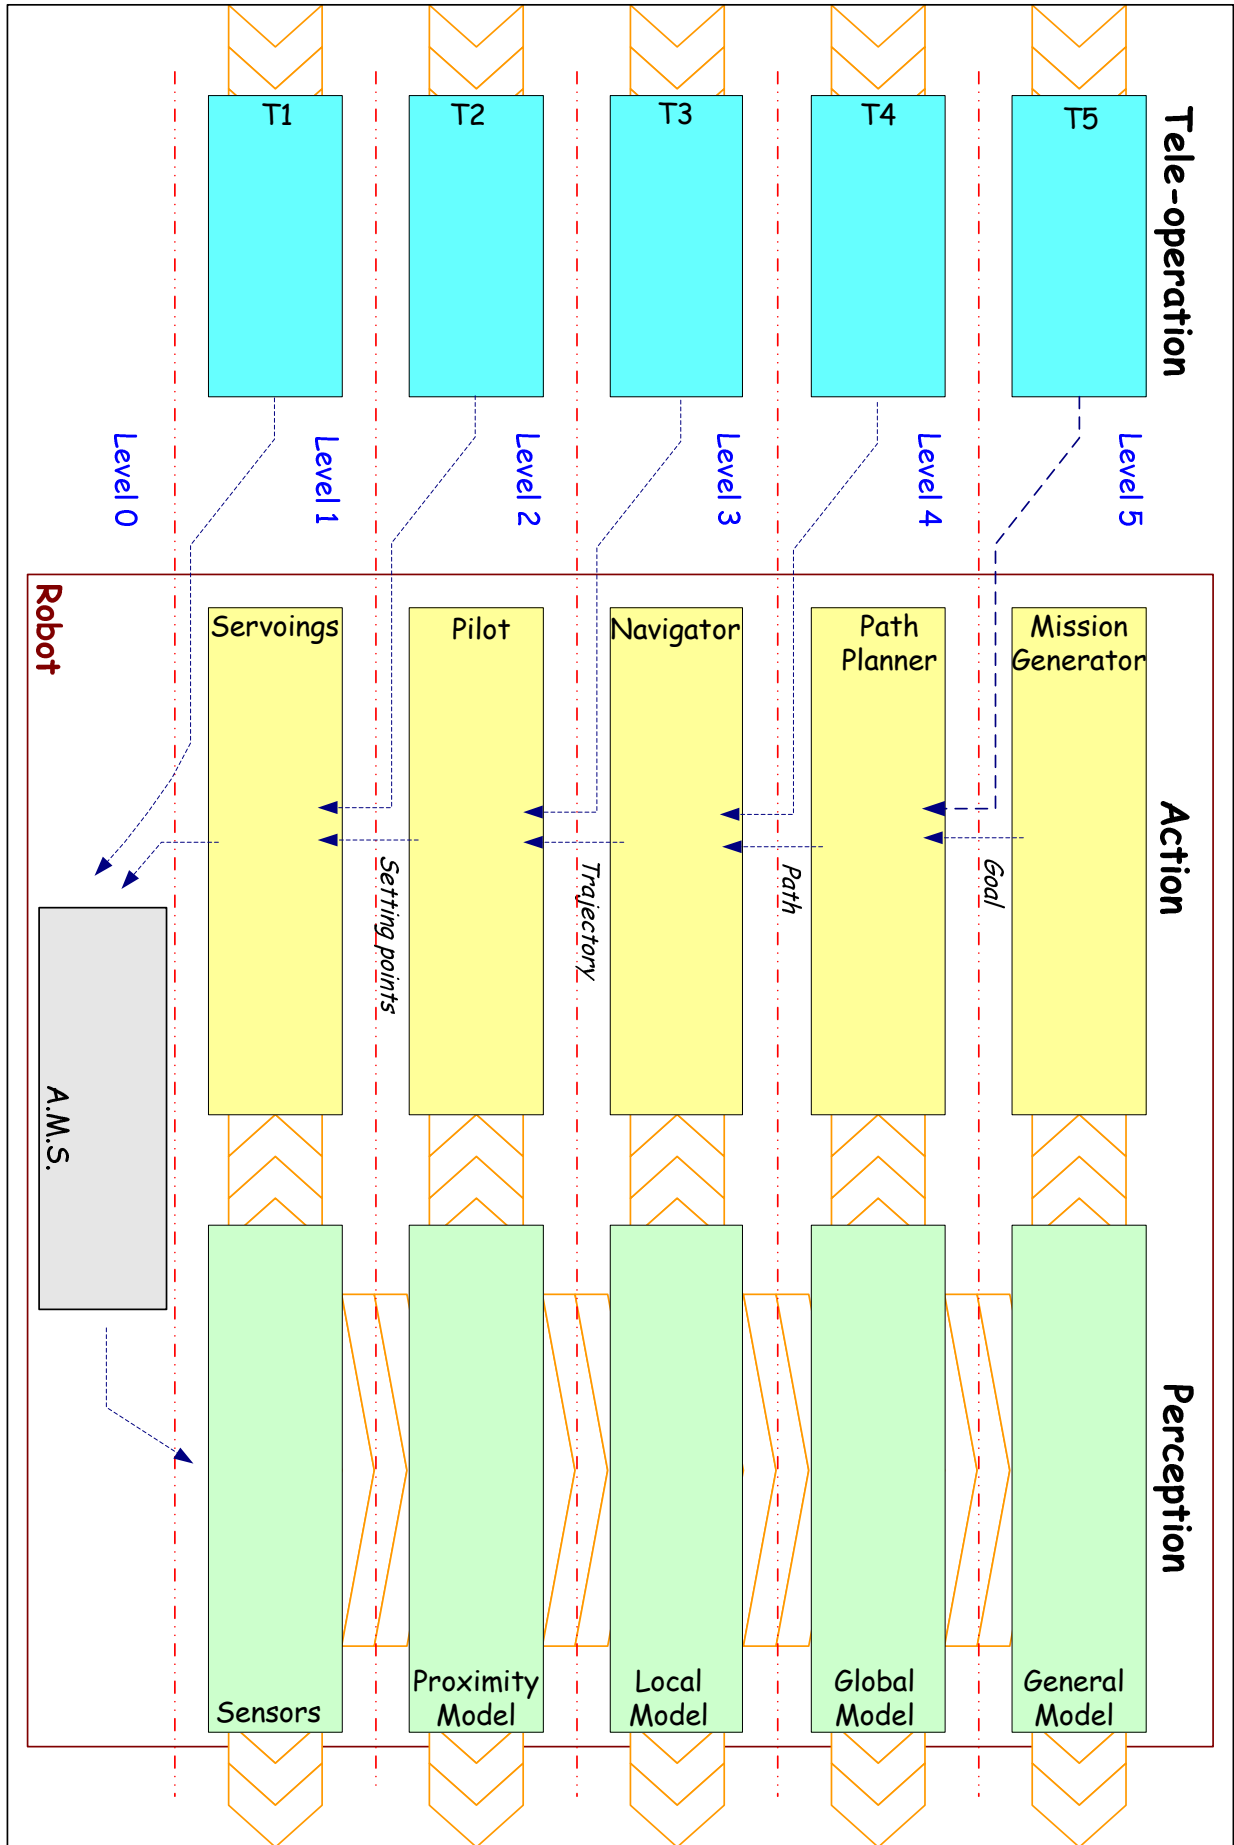 T1
T2
T3
T4
T5
Tele-operation
Level 0
Level 1
Level 2
Level 3
Level 4
Level 5
Robot
Servoings
Pilot
Navigator
Path
Planner
Mission
Generator
Action
Setting points
Trajectory
Path
Goal
A.M.S.
Perception
Sensors
Proximity
Model
Local
Model
Global
Model
General
Model